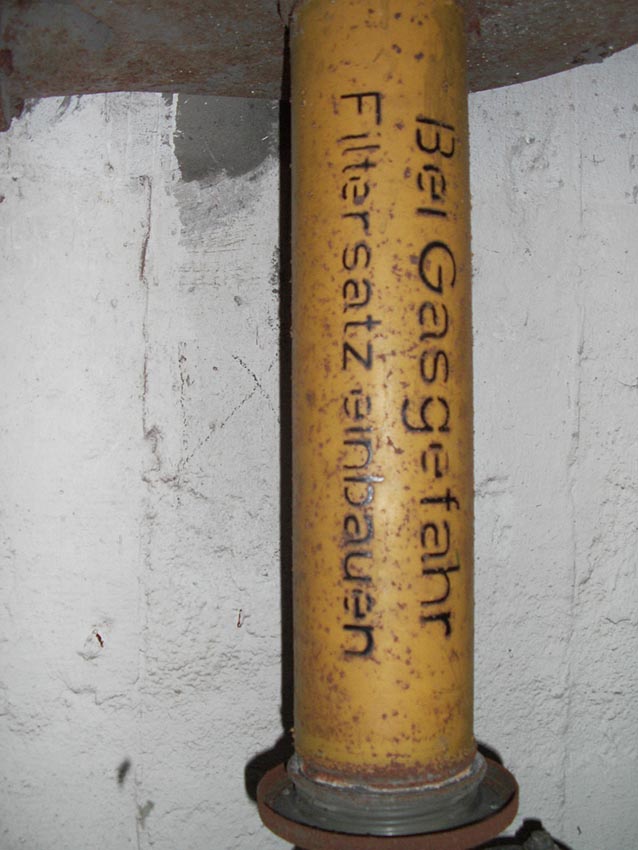 Bei Gasgefahr
Filtersatz einbauen